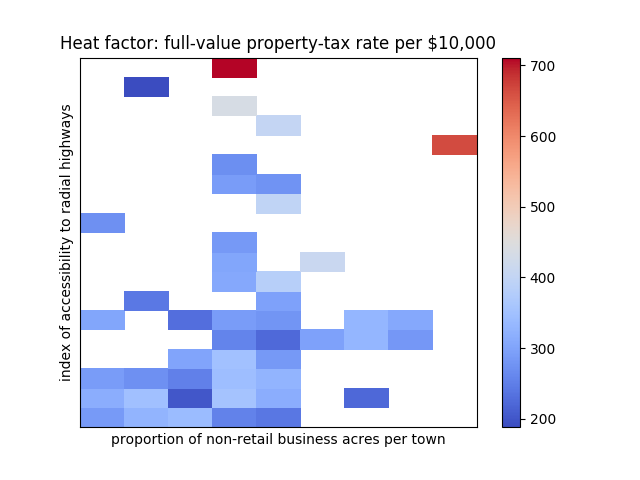 Heat factor: full-value property-tax rate per $10,000
index of accessibility to radial highways
proportion of non-retail business acres per town
700
600
500
400
300
200